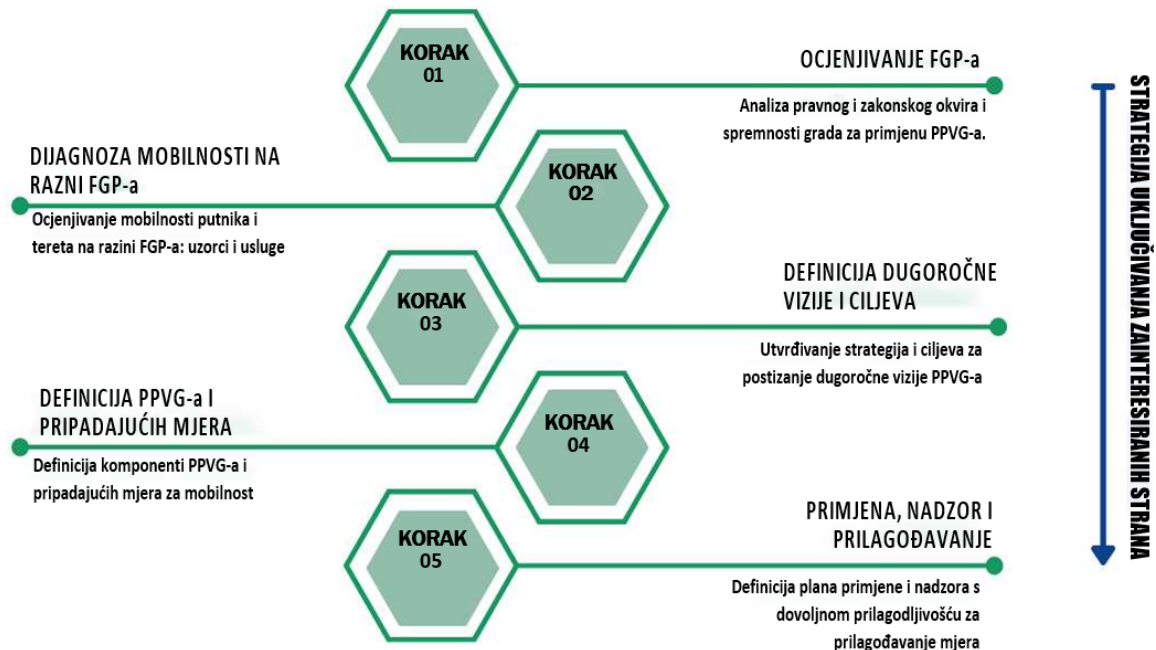 KORAK
01
OCJENJIVANJE FGP-a
Analiza pravnog i zakonskog okvira i
spremnosti grada za primjenu PPVG-a.
DIJAGNOZA MOBILNOSTI NA
RAZNI FGP-a
Ocjenjivanje mobilnosti putnika i
tereta na razini FGP-a: uzorci i usluge
KORAK
02
KORAK
03
DEFINICIJA DUGOROČNE
VIZIJE I CILJEVA
Utvrđivanje strategija i ciljeva za
postizanje dugoročne vizije PPVG-a
DEFINICIJA PPVG-a I
PRIPADAJUĆIH MJERA
Definicija komponenti PPVG-a i
pripadajućih mjera za mobilnost
KORAK
04
KORAK
05
PRIMJENA, NADZOR I
PRILAGOĐAVANJE
Definicija plana primjene i nadzora s
dovoljnom prilagodljivošću za
prilagođavanje mjera
STRATEGIJA UKLJUČIVANJA ZAINTERESIRANIH STRANA